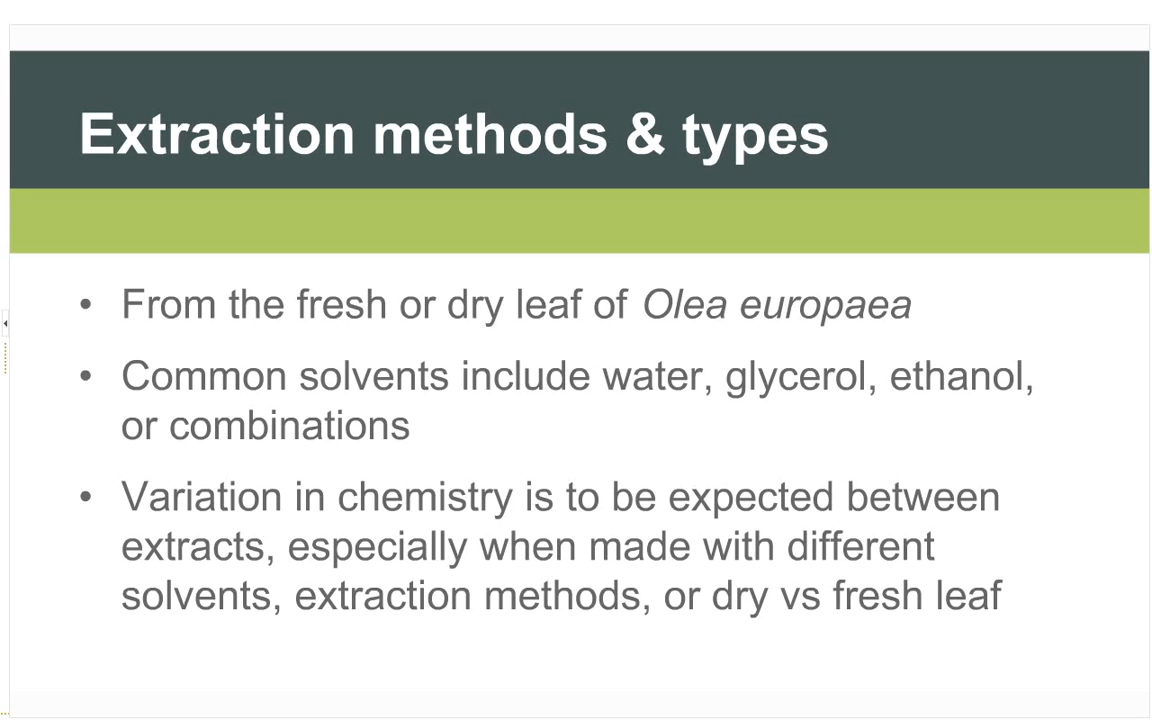 Extraction methods & types
• From the fresh or dry leaf of Olea europaea
• Common solvents include water, glycerol, ethanol,
or combinations
• Variation in chemistry is to be expected between
extracts, especially when made with different
solvents, extraction methods, or dry vs fresh leaf